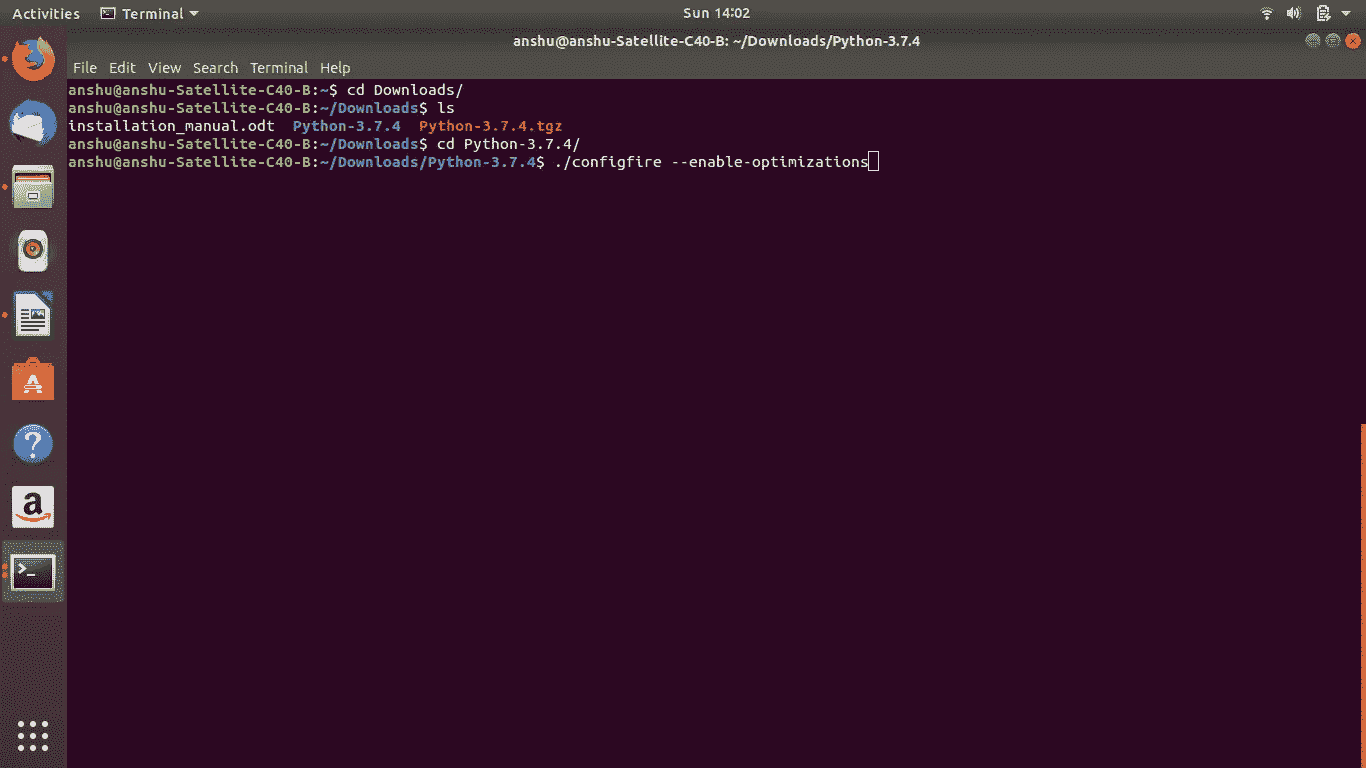 Activities
Terminal
Sun 14:02
anshu@anshu-Satellite-C40-B: ~/Downloads/Python-3.7.4
File Edit View Search Terminal Help
anshu@anshu-Satellite-C40-B:~$ cd Downloads/
anshu@anshu-Satellite-C40-B:~/Downloads$ ls
installation_manual.odt  Python-3.7.4  Python-3.7.4.tgz
anshu@anshu-Satellite-C40-B:~/Downloads$ cd Python-3.7.4/
anshu@anshu-Satellite-C40-B:~/Downloads/Python-3.7.4$ ./configfire --enable-optimizations